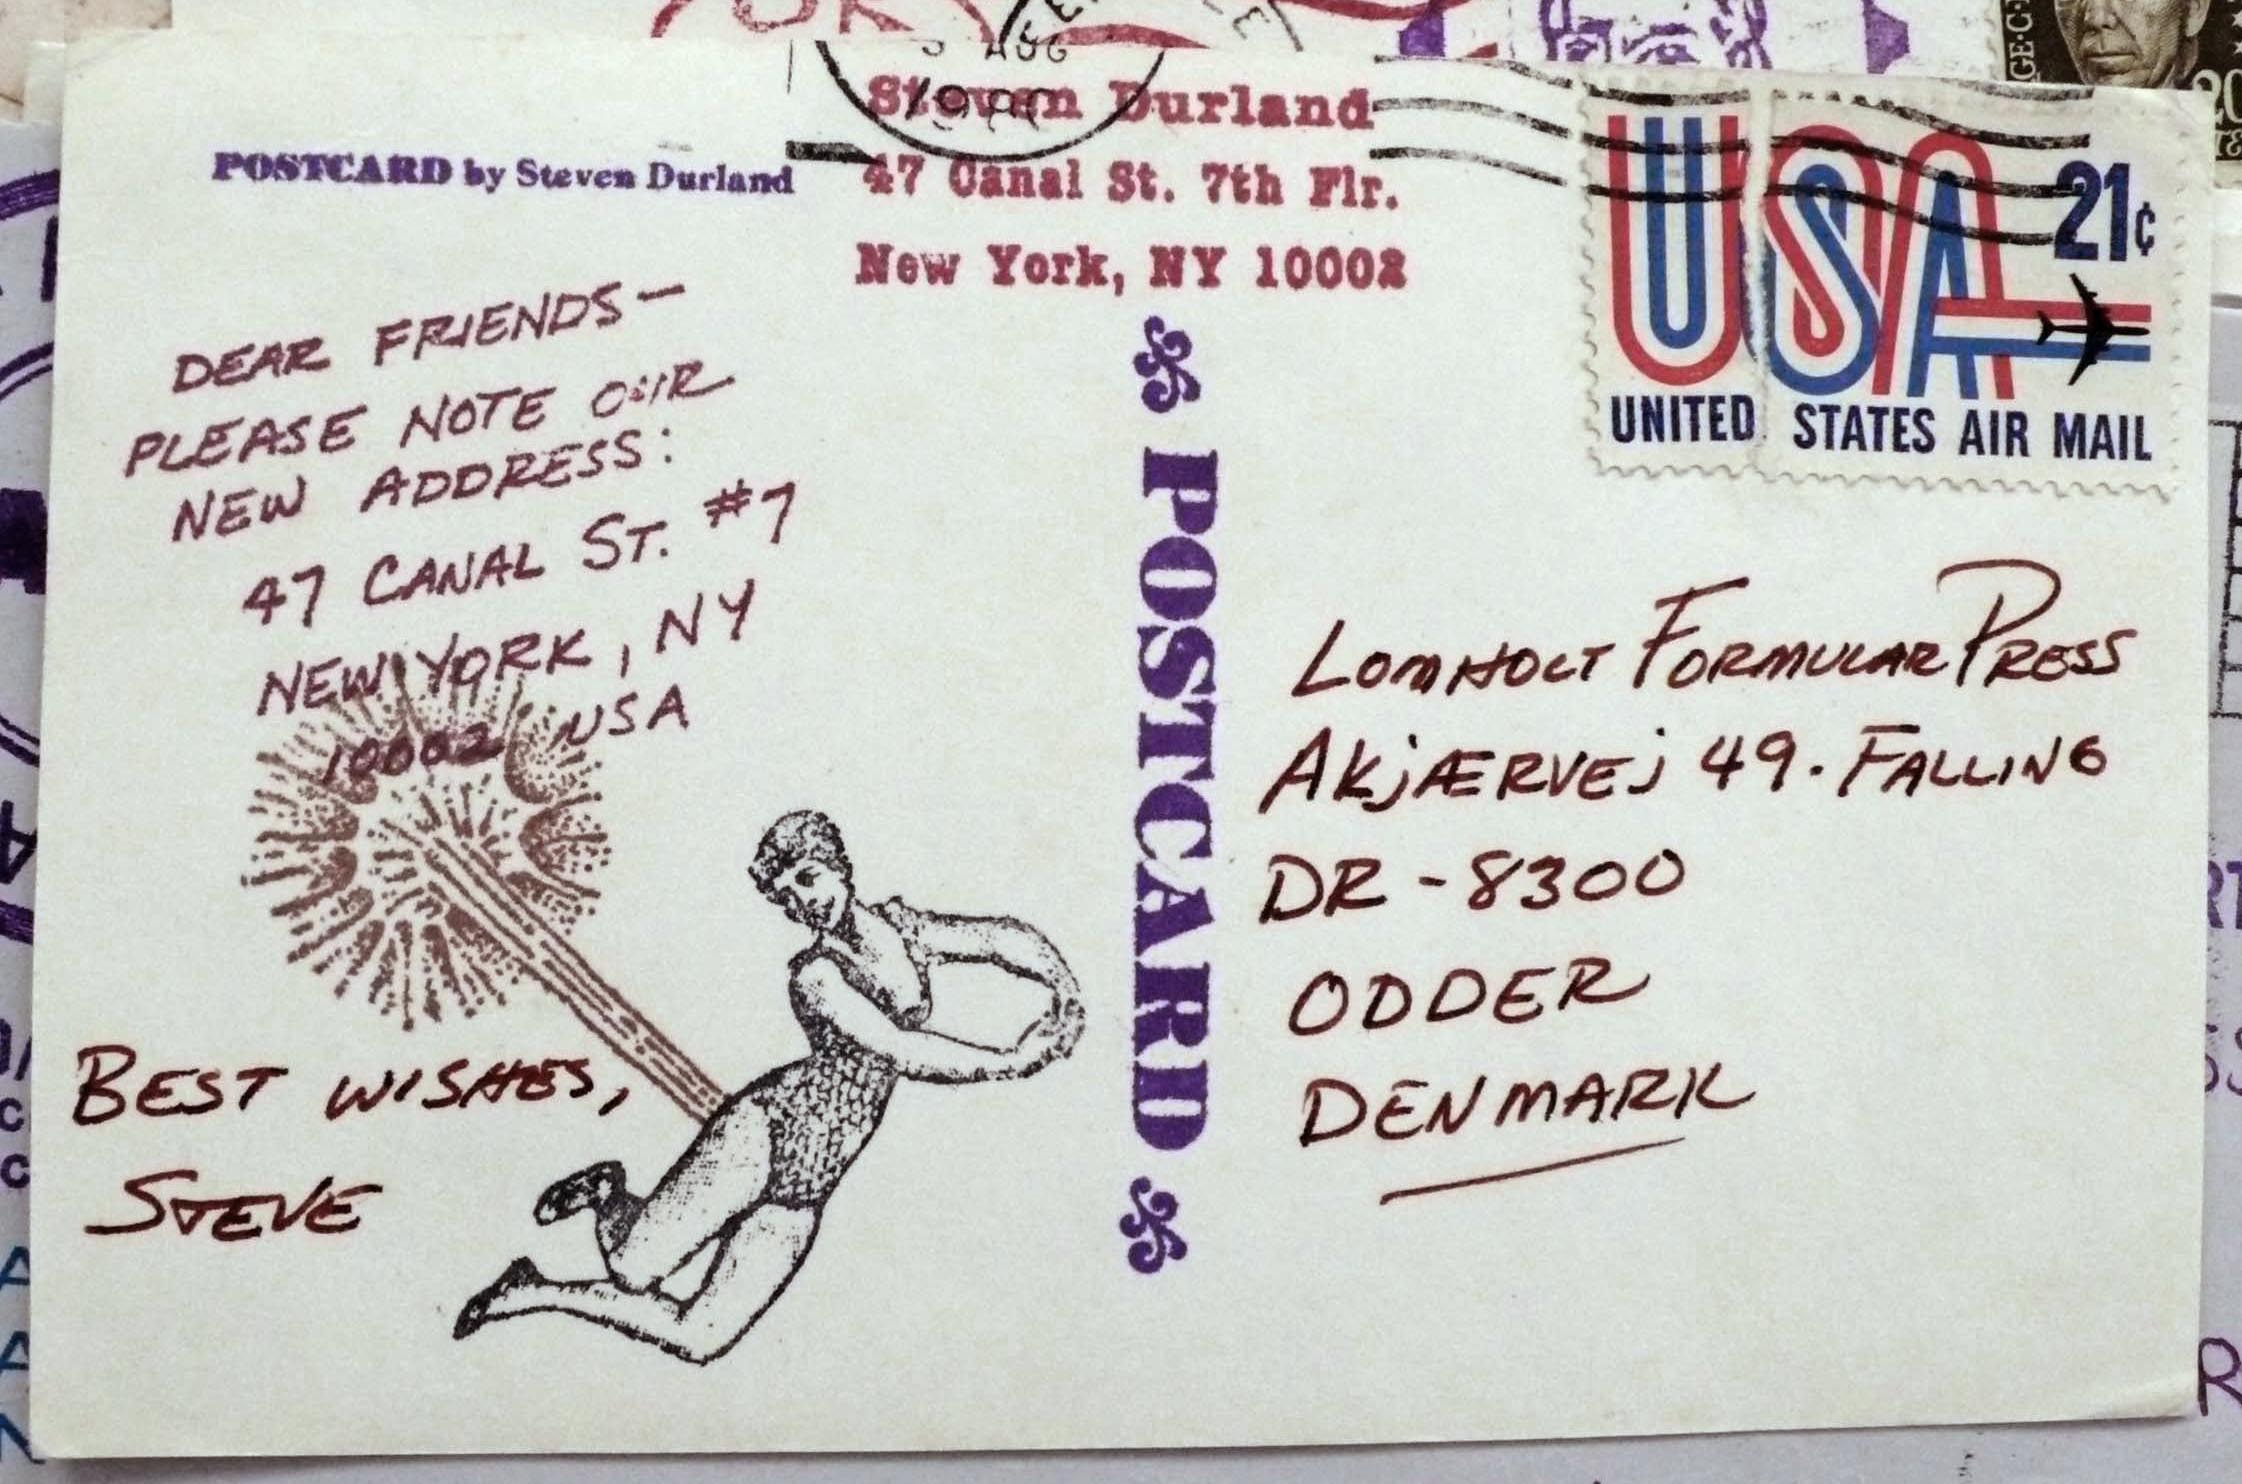 AUG
Steven Durland
47 Canal St. 7th Flr.
New York, NY 10002
POSTCARD by Steven Durland
USA 21¢
UNITED STATES AIR MAIL
DEAR FRIENDS—
PLEASE NOTE OUR
NEW ADDRESS:
47 CANAL ST. #7
NEW YORK, NY
10002 USA
BEST WISHES,
STEVE
POSTCARD
LOMHOLT FORMULAR PRESS
AKjÆRVEj 49. FALLING
DR - 8300
ODDER
DENMARK